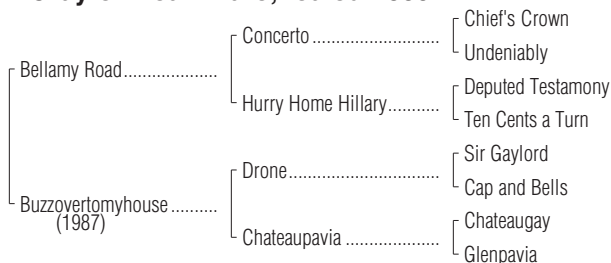 Chief's Crown
Concerto
Undeniably
Bellamy Road
Deputed Testamony
Hurry Home Hillary
Ten Cents a Turn
Sir Gaylord
Drone
Cap and Bells
Buzzovertomyhouse
(1987)
Chateaugay
Chateaupavia
Glenpavia